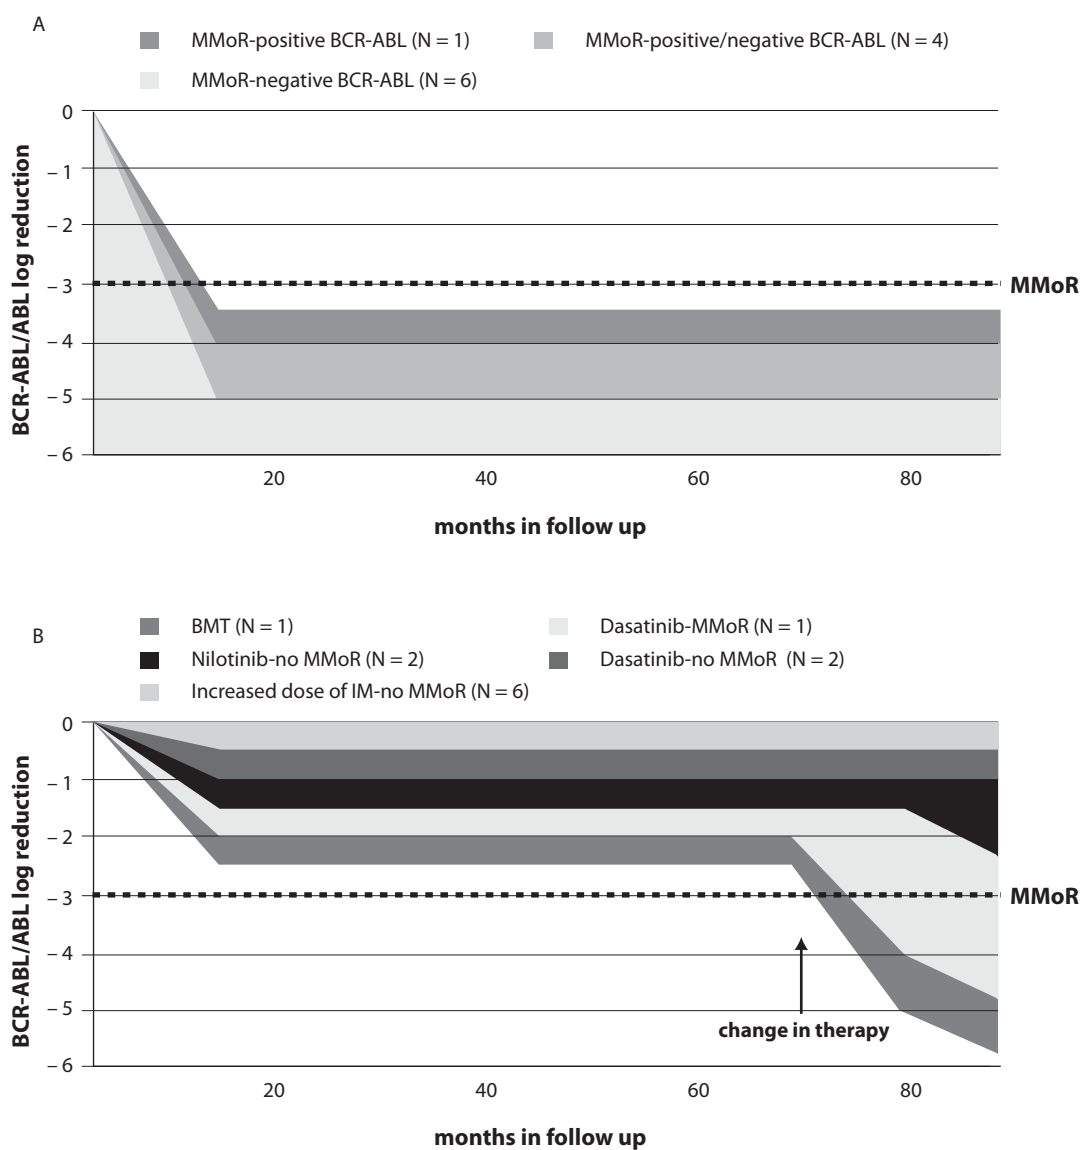 A
MMoR-positive BCR-ABL (N = 1)
MMoR-positive/negative BCR-ABL (N = 4)
MMoR-negative BCR-ABL (N = 6)
BCR-ABL/ABL log reduction
0
– 1
– 2
– 3
– 4
– 5
– 6
MMoR
20 40 60 80
months in follow up
B
BMT (N = 1)
Dasatinib-MMoR (N = 1)
Nilotinib-no MMoR (N = 2)
Dasatinib-no MMoR (N = 2)
Increased dose of IM-no MMoR (N = 6)
BCR-ABL/ABL log reduction
0
– 1
– 2
– 3
– 4
– 5
– 6
MMoR
change in therapy
20 40 60 80
months in follow up